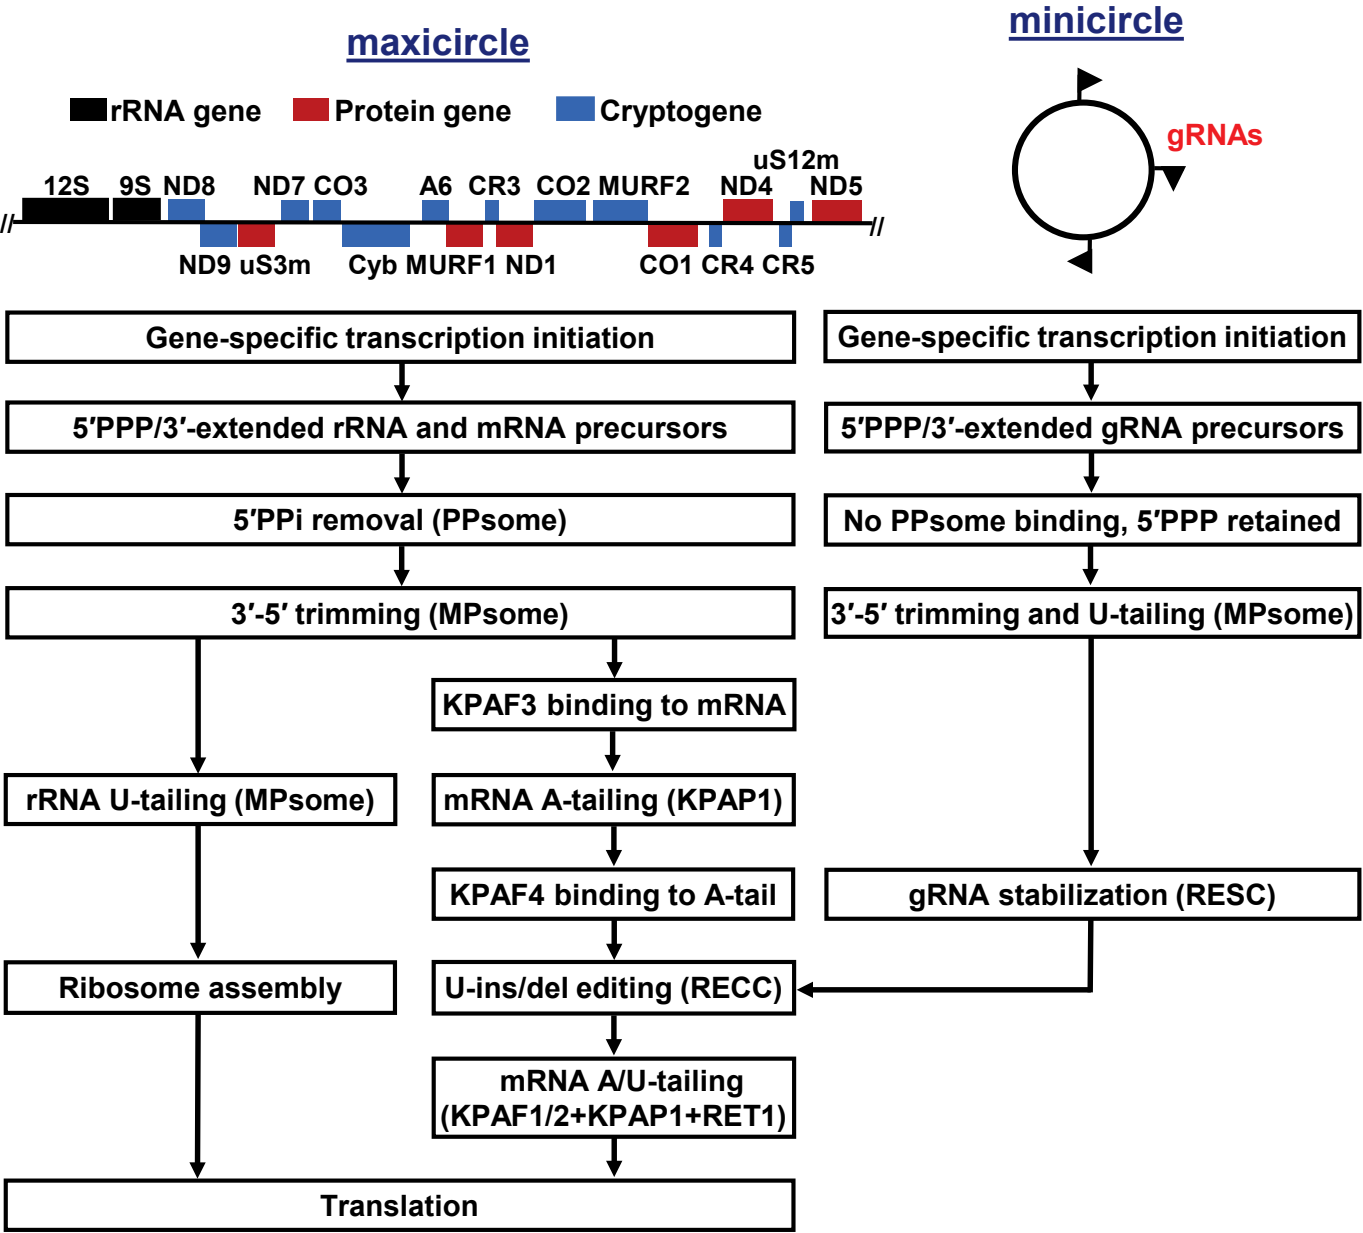 maxicircle
minicircle
rRNA gene Protein gene Cryptogene
gRNAs
uS12m
12S 9S ND8 ND7 CO3 A6 CR3 CO2 MURF2 ND4 ND5
// //
ND9 uS3m Cyb MURF1 ND1 CO1 CR4 CR5
Gene-specific transcription initiation
Gene-specific transcription initiation
5′PPP/3′-extended rRNA and mRNA precursors
5′PPP/3′-extended gRNA precursors
5′PPi removal (PPsome)
No PPsome binding, 5′PPP retained
3′-5′ trimming (MPsome)
3′-5′ trimming and U-tailing (MPsome)
KPAF3 binding to mRNA
rRNA U-tailing (MPsome)
mRNA A-tailing (KPAP1)
KPAF4 binding to A-tail
gRNA stabilization (RESC)
Ribosome assembly
U-ins/del editing (RECC)
mRNA A/U-tailing
(KPAF1/2+KPAP1+RET1)
Translation